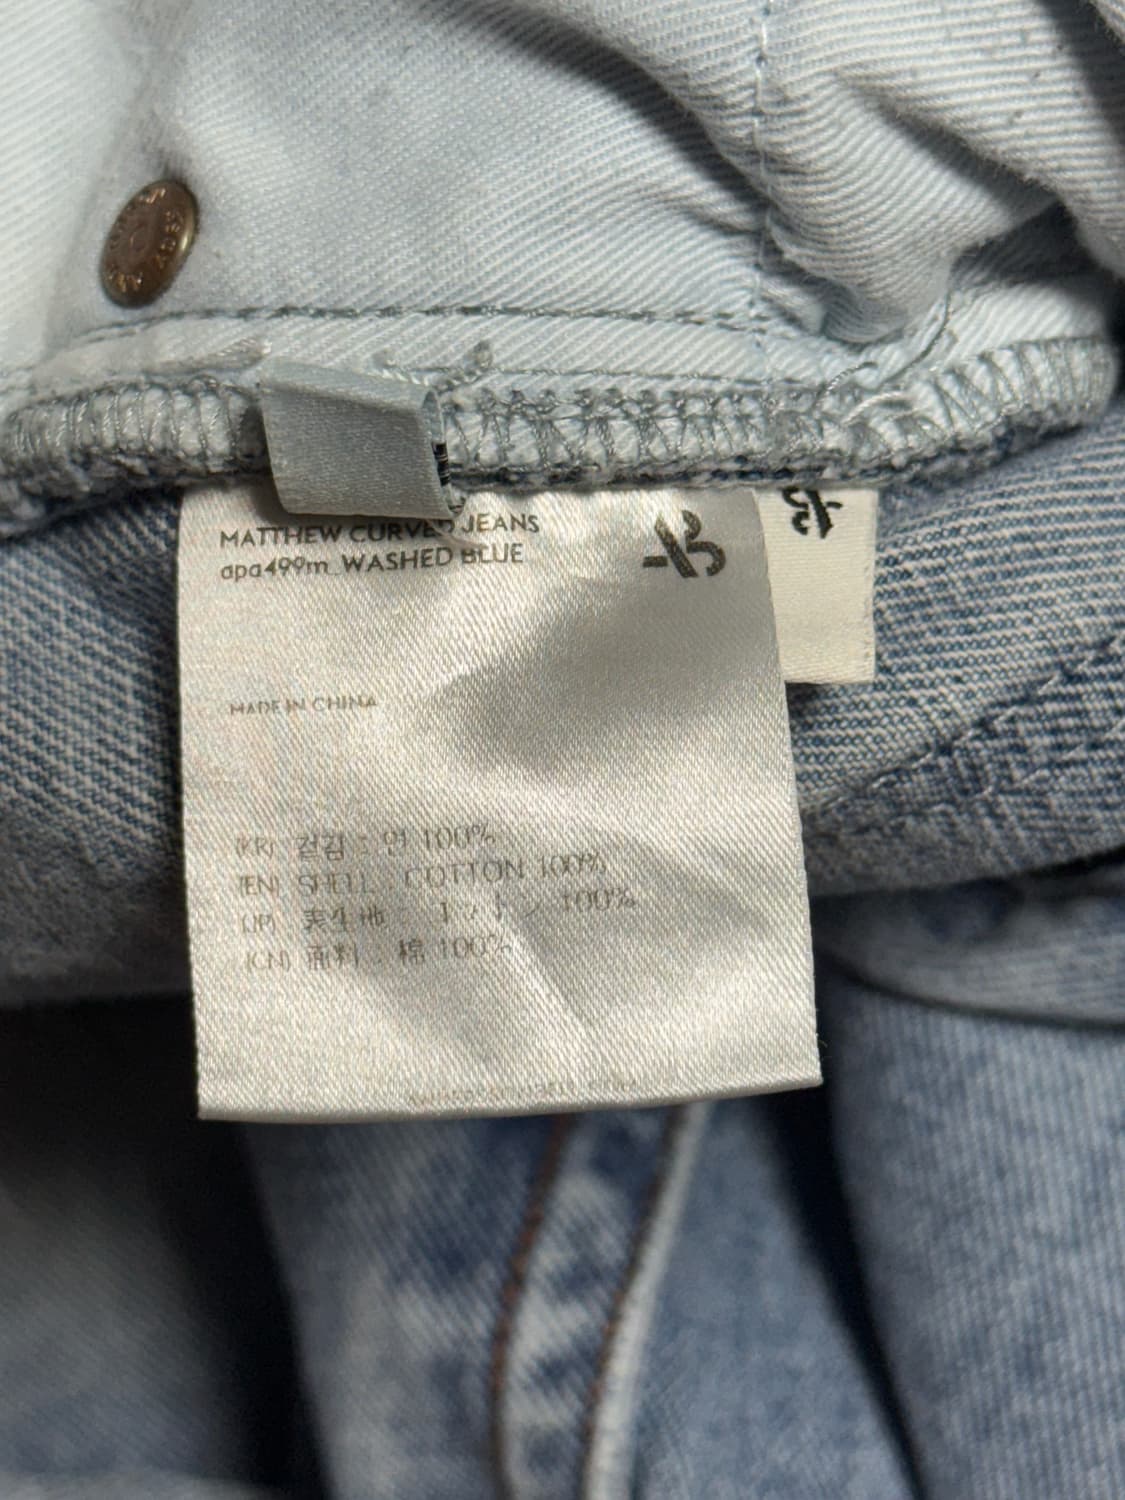 MATTHEW CURVED JEANS
apa499m_WASHED BLUE
MADE IN CHINA
(KR) 겉감 : 면 100%
(EN) SHELL : COTTON 100%
(JP) 表生地 : コットン 100%
(CN) 面料 : 棉 100%